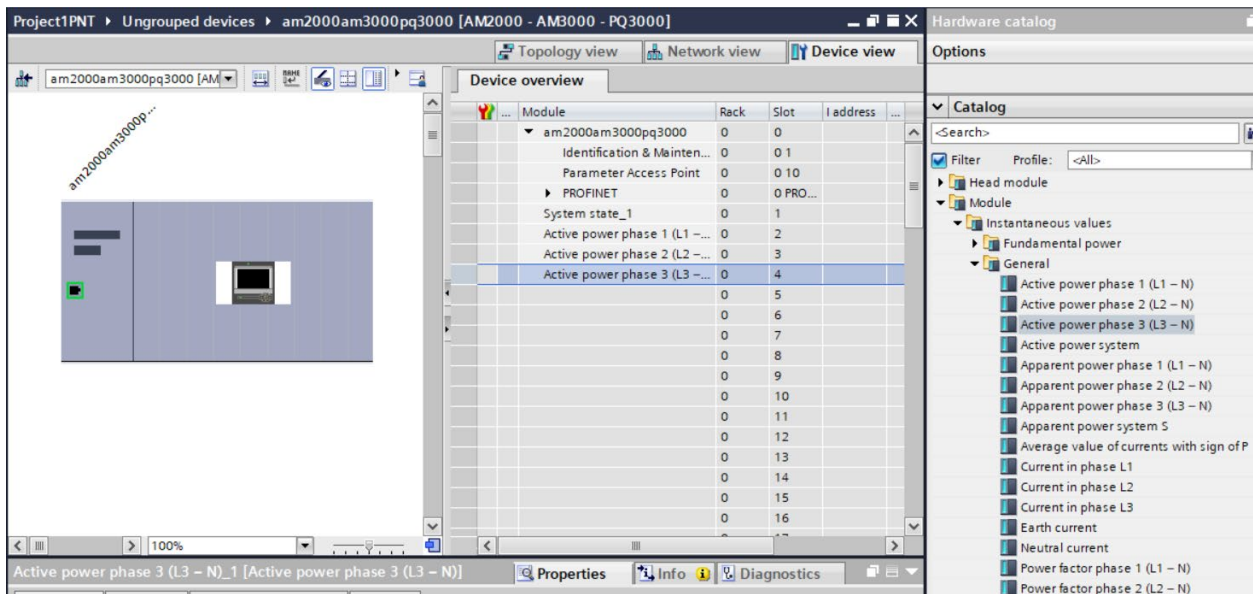 Project1PNT ▸ Ungrouped devices ▸ am2000am3000pq3000 [AM2000 - AM3000 - PQ3000]
Topology view Network view Device view
am2000am3000pq3000 [AM
am2000am3000p...
100%
Device overview
... Module Rack Slot I address ...
am2000am3000pq3000 0 0
Identification & Mainten... 0 0 1
Parameter Access Point 0 0 10
PROFINET 0 0 PRO...
System state_1 0 1
Active power phase 1 (L1 –... 0 2
Active power phase 2 (L2 –... 0 3
Active power phase 3 (L3 –... 0 4
0 5
0 6
0 7
0 8
0 9
0 10
0 11
0 12
0 13
0 14
0 15
0 16
Active power phase 3 (L3 – N)_1 [Active power phase 3 (L3 – N)]
Properties Info Diagnostics
Hardware catalog
Options
Catalog
<Search>
Filter Profile: <All>
Head module
Module
Instantaneous values
Fundamental power
General
Active power phase 1 (L1 – N)
Active power phase 2 (L2 – N)
Active power phase 3 (L3 – N)
Active power system
Apparent power phase 1 (L1 – N)
Apparent power phase 2 (L2 – N)
Apparent power phase 3 (L3 – N)
Apparent power system S
Average value of currents with sign of P
Current in phase L1
Current in phase L2
Current in phase L3
Earth current
Neutral current
Power factor phase 1 (L1 – N)
Power factor phase 2 (L2 – N)